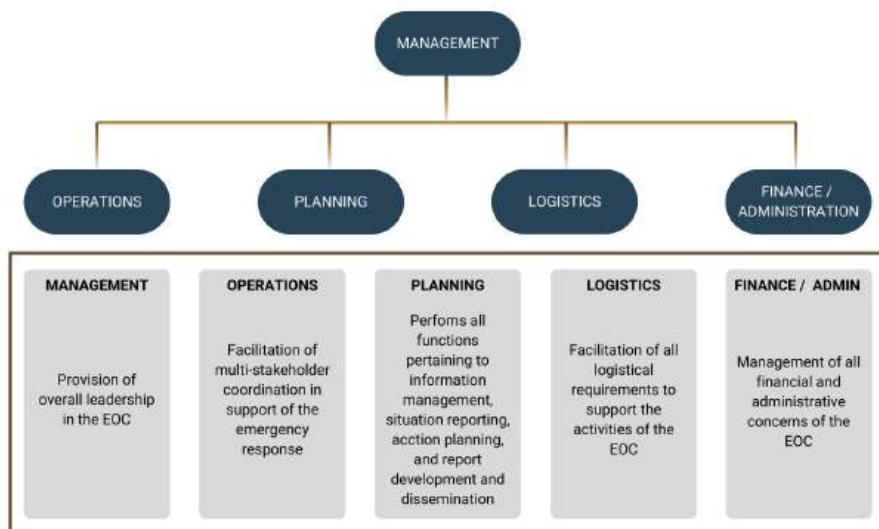 MANAGEMENT
OPERATIONS
PLANNING
LOGISTICS
FINANCE /
ADMINISTRATION
MANAGEMENT
Provision of
overall leadership
in the EOC
OPERATIONS
Facilitation of
multi-stakeholder
coordination in
support of the
emergency
response
PLANNING
Perfoms all
functions
pertaining to
information
management,
situation reporting,
acction planning,
and report
development and
dissemination
LOGISTICS
Facilitation of all
logistical
requirements to
support the
activities of the
EOC
FINANCE / ADMIN
Management of all
financial and
administrative
concerns of the
EOC